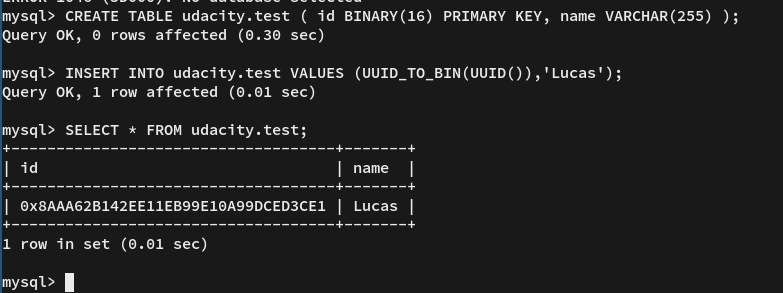 mysql> CREATE TABLE udacity.test ( id BINARY(16) PRIMARY KEY, name VARCHAR(255) );
Query OK, 0 rows affected (0.30 sec)
mysql> INSERT INTO udacity.test VALUES (UUID_TO_BIN(UUID()),'Lucas');
Query OK, 1 row affected (0.01 sec)
mysql> SELECT * FROM udacity.test;
+------------------------------------+-------+
| id                                 | name  |
+------------------------------------+-------+
| 0x8AAA62B142EE11EB99E10A99DCED3CE1 | Lucas |
+------------------------------------+-------+
1 row in set (0.01 sec)
mysql>